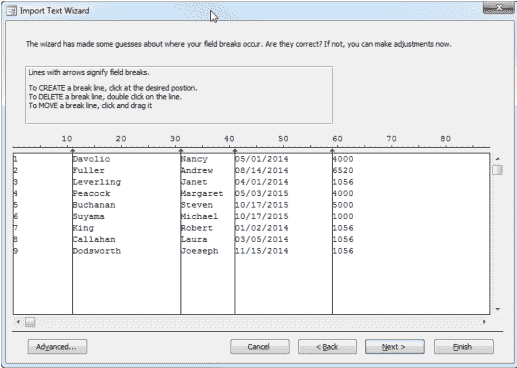 Import Text Wizard
The wizard has made some guesses about where your field breaks occur. Are they correct? If not, you can make adjustments now.
Lines with arrows signify field breaks.
To CREATE a break line, click at the desired postion.
To DELETE a break line, double click on the line.
To MOVE a break line, click and drag it
10 20 30 40 50 60 70 80
1 Davolio Nancy 05/01/2014 4000
2 Fuller Andrew 08/14/2014 6520
3 Leverling Janet 04/01/2014 1056
4 Peacock Margaret 05/03/2015 4000
5 Buchanan Steven 10/17/2015 5000
6 Suyama Michael 10/17/2015 1000
7 King Robert 01/02/2014 1056
8 Callahan Laura 03/05/2014 1056
9 Dodsworth Joeseph 11/15/2014 1056
Advanced... Cancel < Back Next > Finish